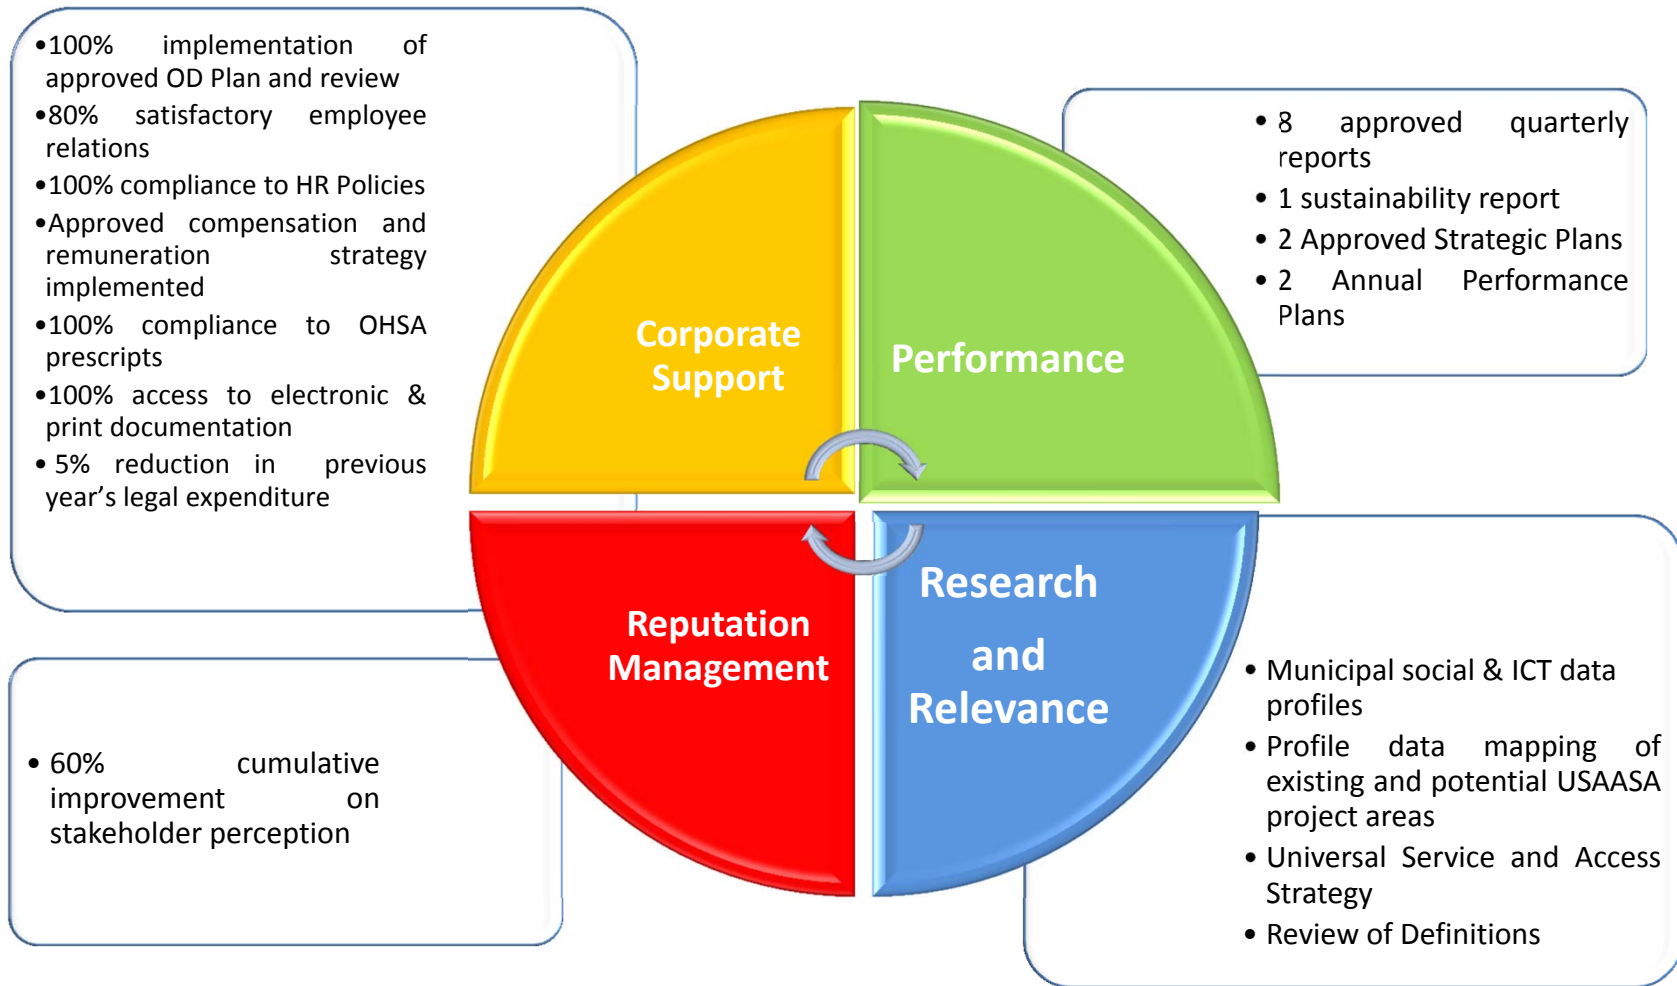 •100% implementation of
approved OD Plan and review
•80% satisfactory employee
relations
•100% compliance to HR Policies
•Approved compensation and
remuneration strategy
implemented
•100% compliance to OHSA
prescripts
•100% access to electronic &
print documentation
• 5% reduction in previous
year’s legal expenditure
Corporate
Support
Performance
• 8 approved quarterly
reports
• 1 sustainability report
• 2 Approved Strategic Plans
• 2 Annual Performance
Plans
Reputation
Management
• 60% cumulative
improvement on
stakeholder perception
Research
and
Relevance
• Municipal social & ICT data
profiles
• Profile data mapping of
existing and potential USAASA
project areas
• Universal Service and Access
Strategy
• Review of Definitions